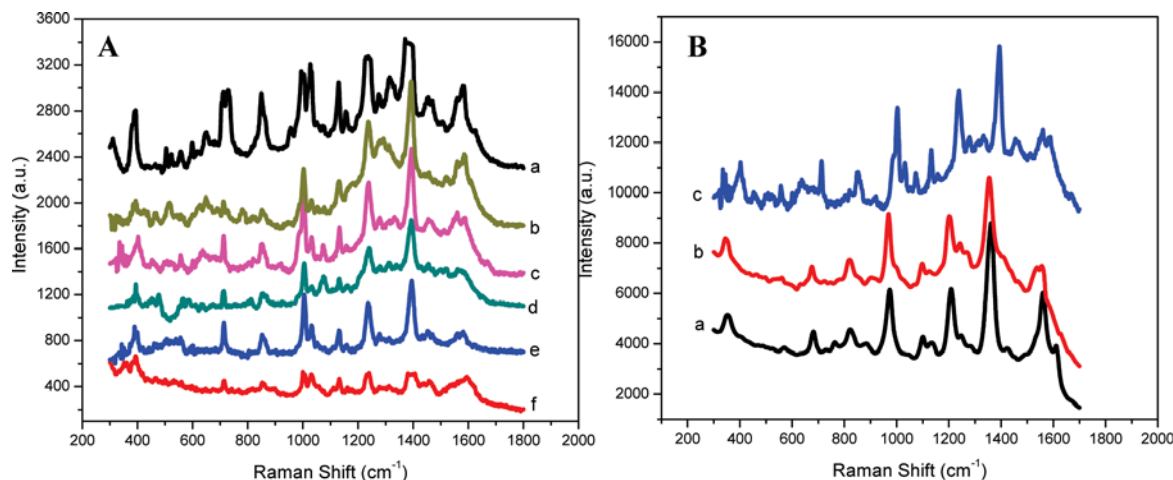 A
3600
3200
2800
2400
2000
1600
1200
800
400
Intensity (a.u.)
a
b
c
d
e
f
200 400 600 800 1000 1200 1400 1600 1800 2000
Raman Shift (cm⁻¹)
B
16000
14000
12000
10000
8000
6000
4000
2000
Intensity (a.u.)
c
b
a
200 400 600 800 1000 1200 1400 1600 1800 2000
Raman Shift (cm⁻¹)